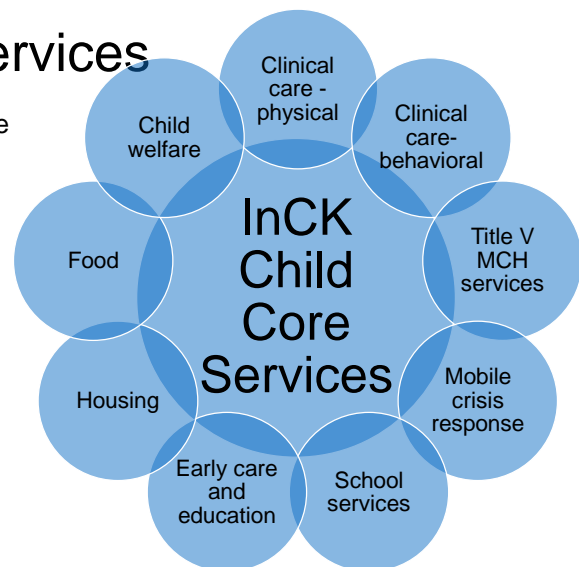 ervices
e
Clinical
care -
physical
Clinical
care-
behavioral
Title V
MCH
services
Mobile
crisis
response
School
services
Early care
and
education
Housing
Food
Child
welfare
InCK
Child
Core
Services